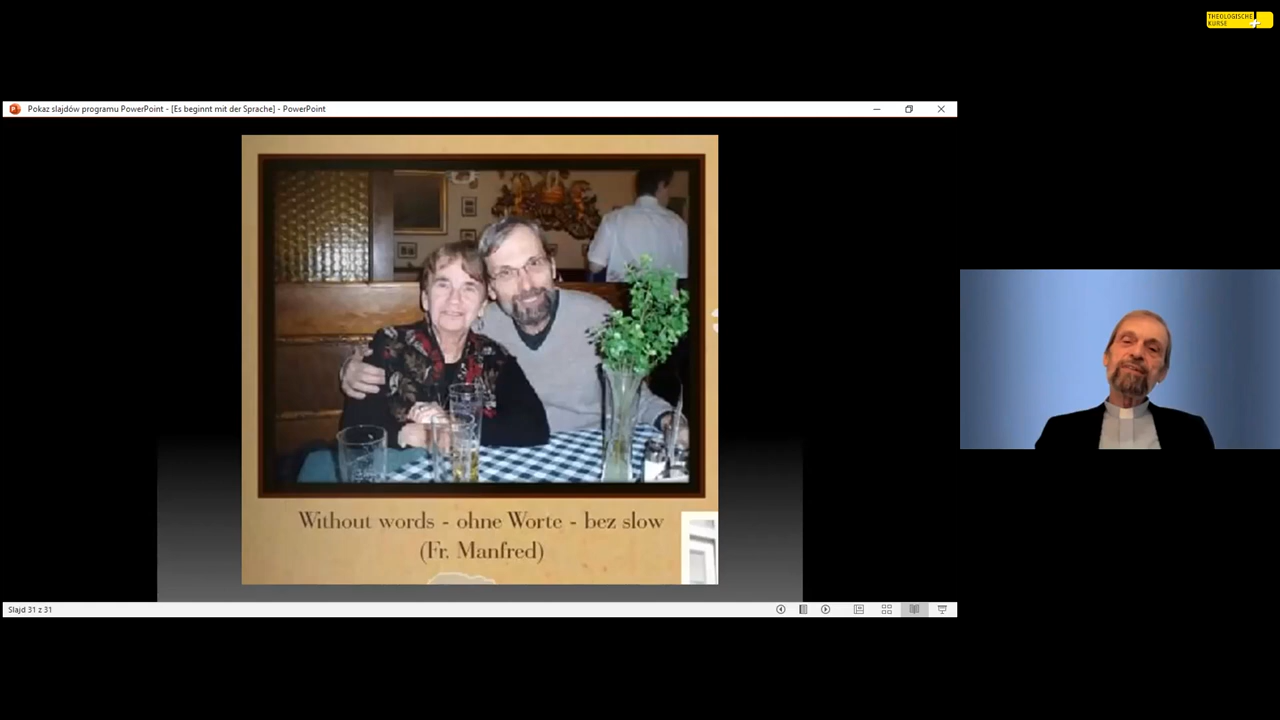 THEOLOGISCHE
KURSE
Pokaz slajdów programu PowerPoint - [Es beginnt mit der Sprache] - PowerPoint
Without words - ohne Worte - bez slow
(Fr. Manfred)
Slajd 31 z 31